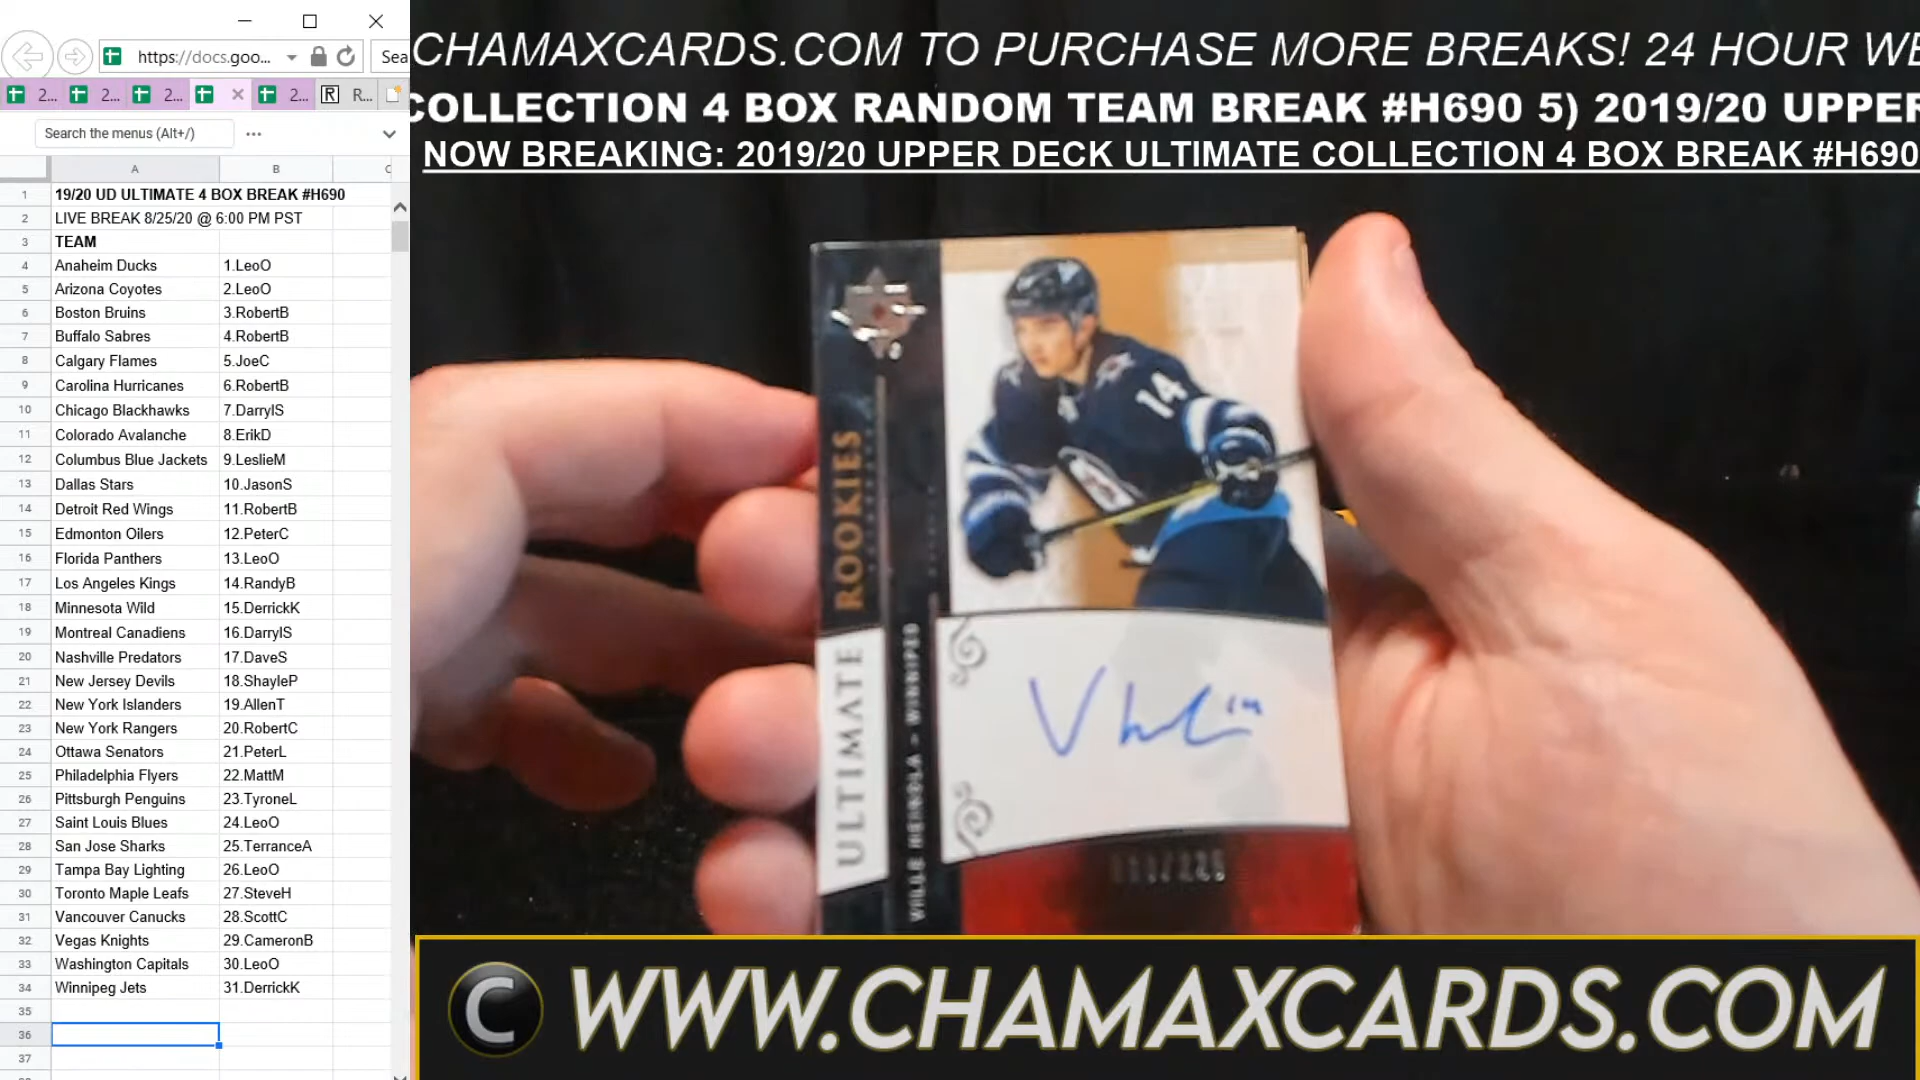 https://docs.goo...
Sea
2...
2...
2...
2...
R R...
Search the menus (Alt+/)
A B C
1 19/20 UD ULTIMATE 4 BOX BREAK #H690
2 LIVE BREAK 8/25/20 @ 6:00 PM PST
3 TEAM
4 Anaheim Ducks 1.LeoO
5 Arizona Coyotes 2.LeoO
6 Boston Bruins 3.RobertB
7 Buffalo Sabres 4.RobertB
8 Calgary Flames 5.JoeC
9 Carolina Hurricanes 6.RobertB
10 Chicago Blackhawks 7.DarrylS
11 Colorado Avalanche 8.ErikD
12 Columbus Blue Jackets 9.LeslieM
13 Dallas Stars 10.JasonS
14 Detroit Red Wings 11.RobertB
15 Edmonton Oilers 12.PeterC
16 Florida Panthers 13.LeoO
17 Los Angeles Kings 14.RandyB
18 Minnesota Wild 15.DerrickK
19 Montreal Canadiens 16.DarrylS
20 Nashville Predators 17.DaveS
21 New Jersey Devils 18.ShayleP
22 New York Islanders 19.AllenT
23 New York Rangers 20.RobertC
24 Ottawa Senators 21.PeterL
25 Philadelphia Flyers 22.MattM
26 Pittsburgh Penguins 23.TyroneL
27 Saint Louis Blues 24.LeoO
28 San Jose Sharks 25.TerranceA
29 Tampa Bay Lighting 26.LeoO
30 Toronto Maple Leafs 27.SteveH
31 Vancouver Canucks 28.ScottC
32 Vegas Knights 29.CameronB
33 Washington Capitals 30.LeoO
34 Winnipeg Jets 31.DerrickK
35
36
37
CHAMAXCARDS.COM TO PURCHASE MORE BREAKS! 24 HOUR WE
COLLECTION 4 BOX RANDOM TEAM BREAK #H690 5) 2019/20 UPPER
NOW BREAKING: 2019/20 UPPER DECK ULTIMATE COLLECTION 4 BOX BREAK #H690
ULTIMATE ROOKIES
VILLE HEINOLA - WINNIPEG
14
C WWW.CHAMAXCARDS.COM